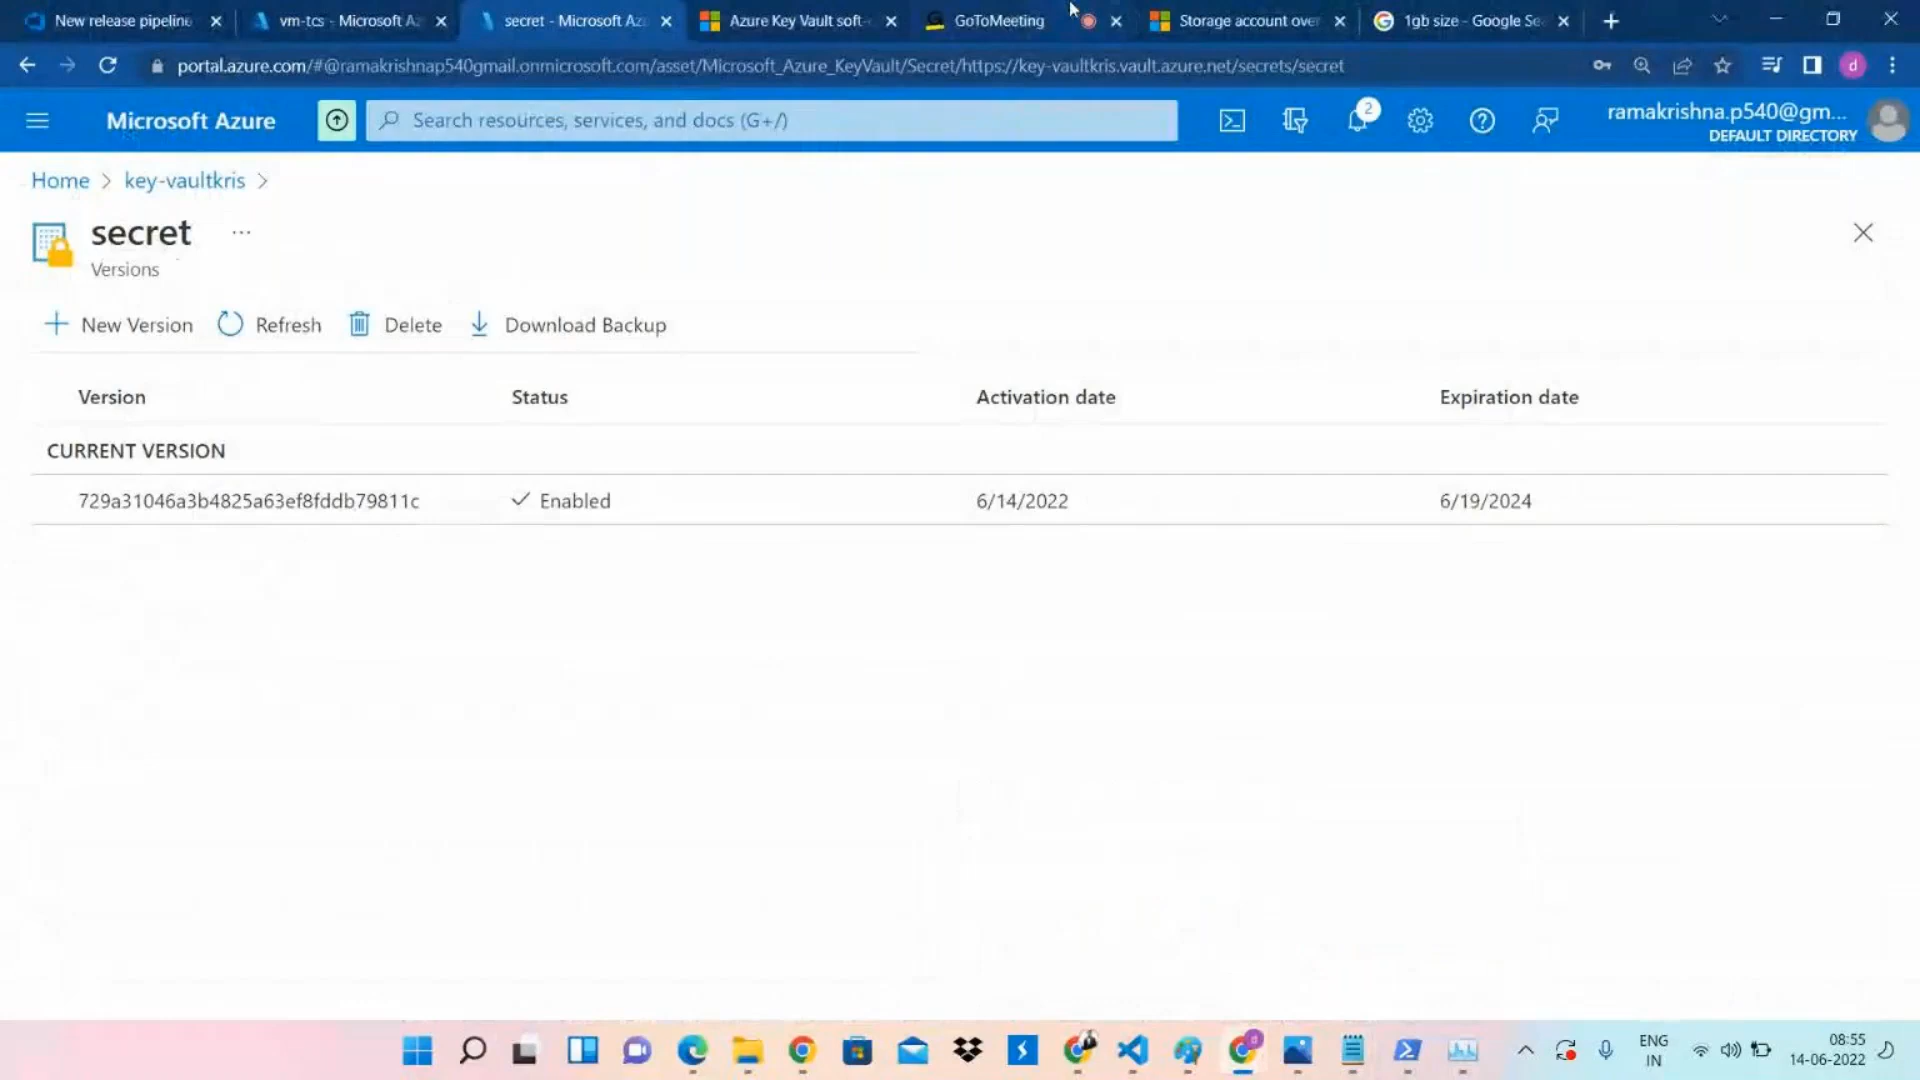 New release pipeline
vm-tcs - Microsoft Az
secret - Microsoft Az
Azure Key Vault soft-
GoToMeeting
Storage account over
1gb size - Google Se
portal.azure.com/#@ramakrishnap540gmail.onmicrosoft.com/asset/Microsoft_Azure_KeyVault/Secret/https://key-vaultkris.vault.azure.net/secrets/secret
d
Microsoft Azure
Search resources, services, and docs (G+/)
2
ramakrishna.p540@gm...
DEFAULT DIRECTORY
Home > key-vaultkris >
secret ...
Versions
New Version
Refresh
Delete
Download Backup
Version Status Activation date Expiration date
CURRENT VERSION
729a31046a3b4825a63ef8fddb79811c Enabled 6/14/2022 6/19/2024
ENG
IN
08:55
14-06-2022